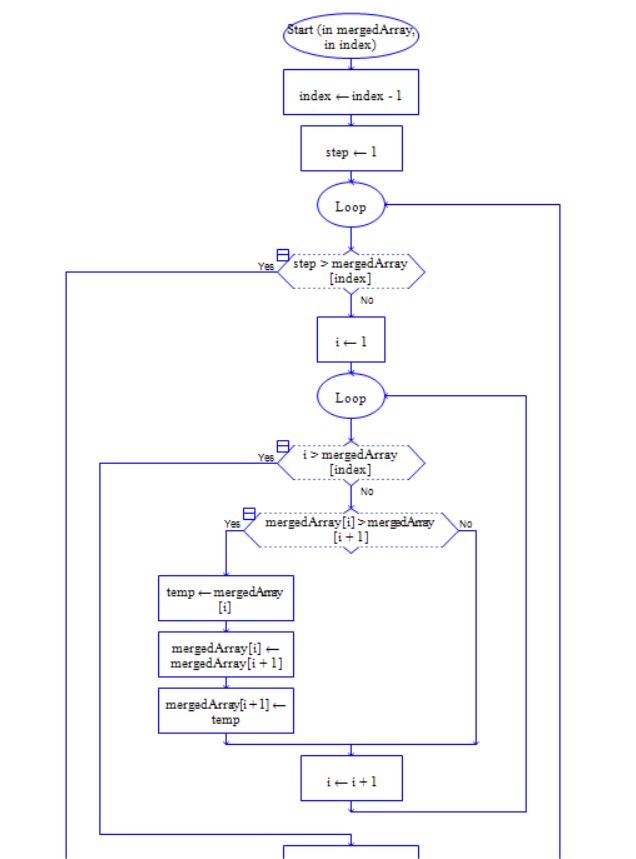 Start (in mergedArray,
in index)
index ← index - 1
step ← 1
Loop
step > mergedArray
[index]
Yes
No
i ← 1
Loop
i > mergedArray
[index]
Yes
No
mergedArray[i] > mergedArray
[i + 1]
Yes
No
temp ← mergedArray
[i]
mergedArray[i] ←
mergedArray[i + 1]
mergedArray[i + 1] ←
temp
i ← i + 1